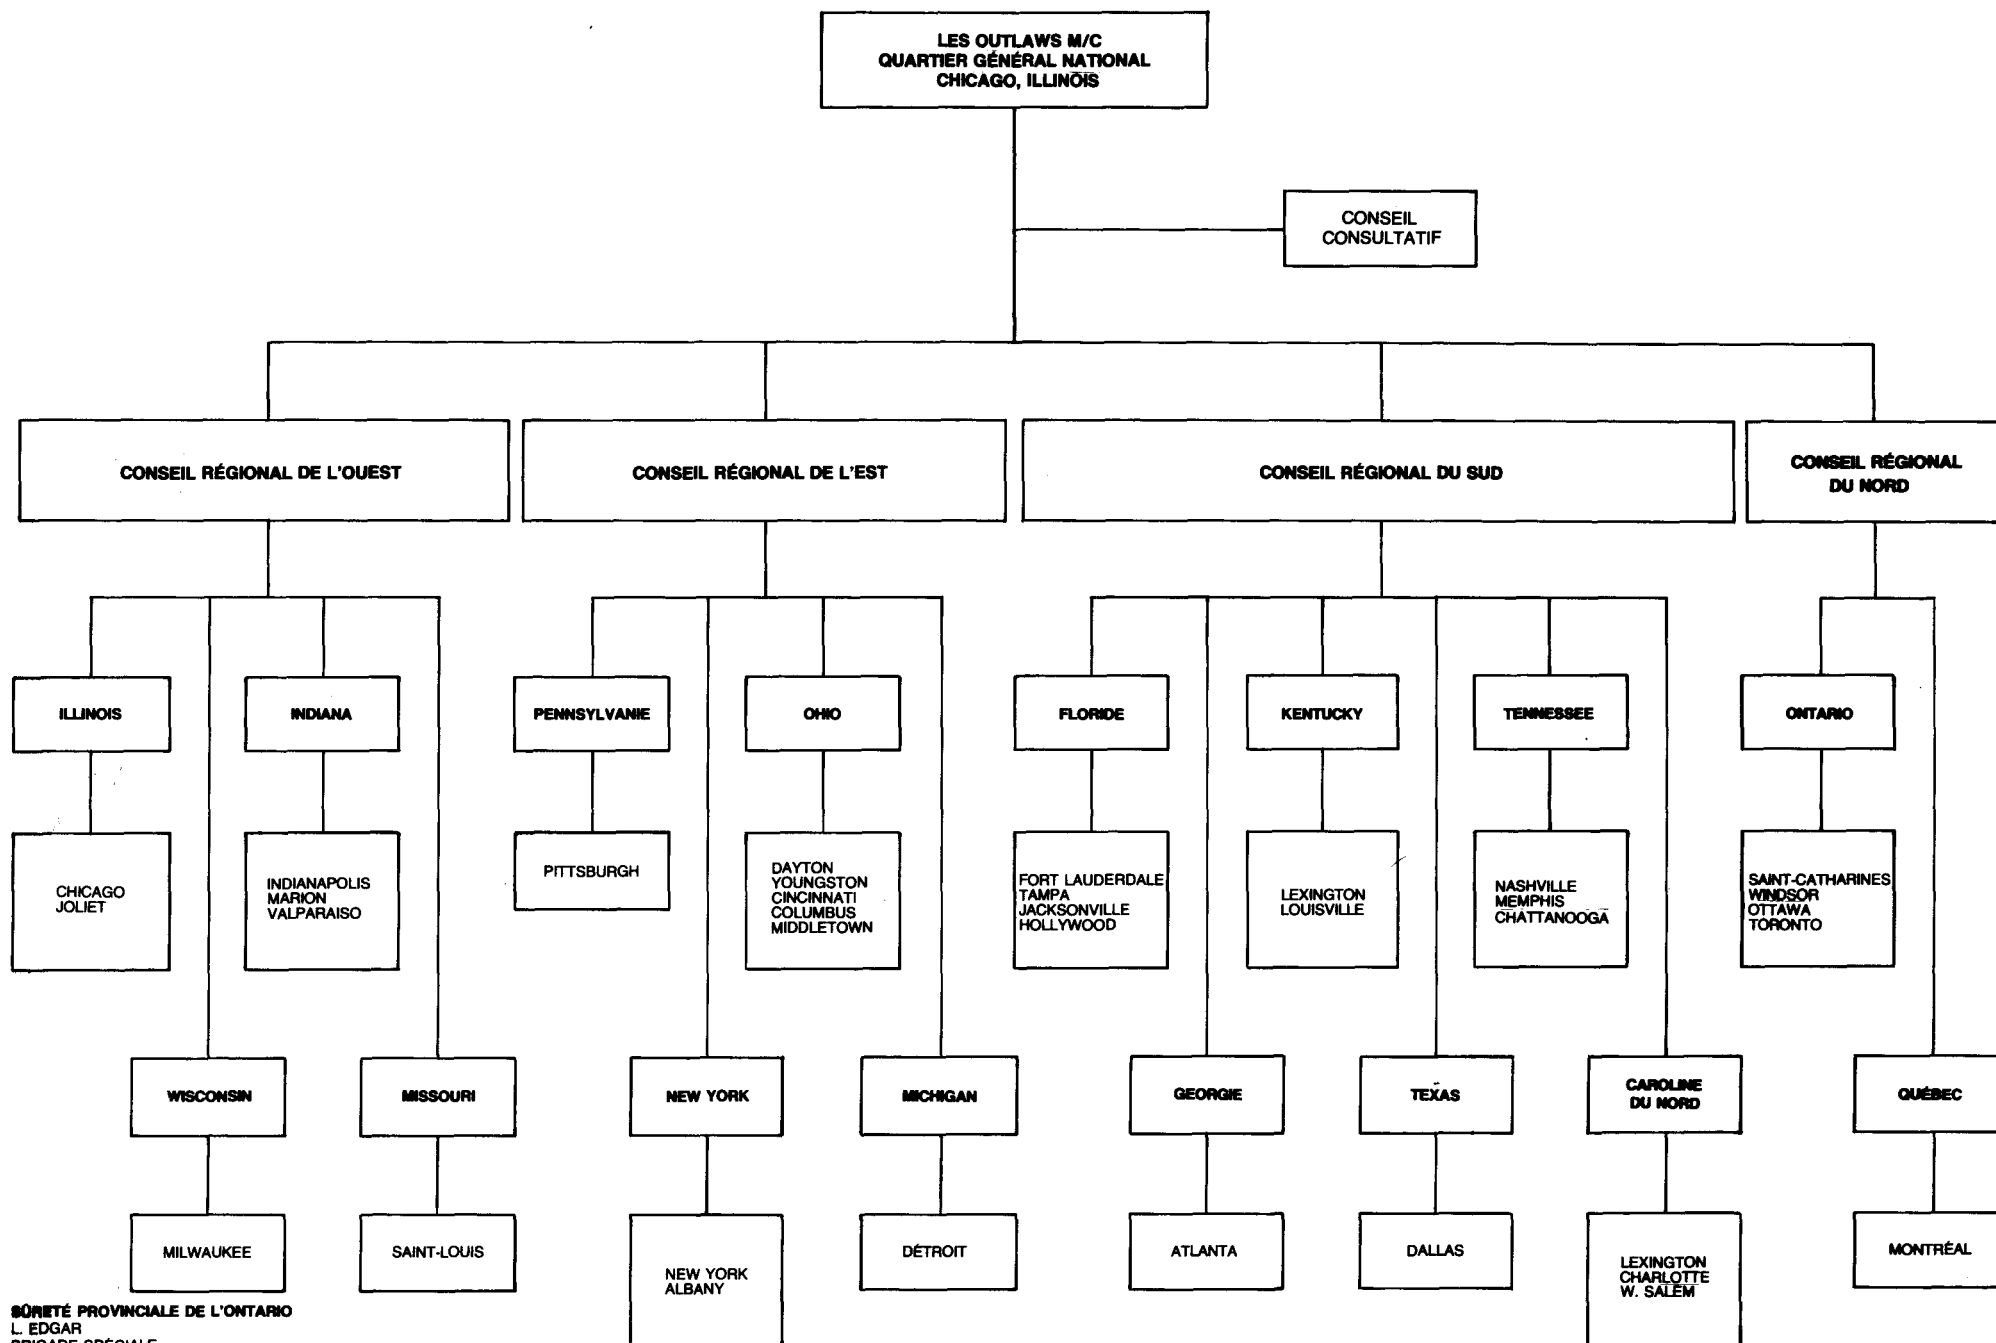 LES OUTLAWS M/C
QUARTIER GÉNÉRAL NATIONAL
CHICAGO, ILLINOIS
CONSEIL
CONSULTATIF
CONSEIL RÉGIONAL DE L'OUEST
CONSEIL RÉGIONAL DE L'EST
CONSEIL RÉGIONAL DU SUD
CONSEIL RÉGIONAL
DU NORD
ILLINOIS
INDIANA
PENNSYLVANIE
OHIO
FLORIDE
KENTUCKY
TENNESSEE
ONTARIO
CHICAGO
JOLIET
INDIANAPOLIS
MARION
VALPARAISO
PITTSBURGH
DAYTON
YOUNGSTON
CINCINNATI
COLUMBUS
MIDDLETOWN
FORT LAUDERDALE
TAMPA
JACKSONVILLE
HOLLYWOOD
LEXINGTON
LOUISVILLE
NASHVILLE
MEMPHIS
CHATTANOOGA
SAINT-CATHARINES
WINDSOR
OTTAWA
TORONTO
WISCONSIN
MISSOURI
NEW YORK
MICHIGAN
GEORGIE
TEXAS
CAROLINE
DU NORD
QUÉBEC
MILWAUKEE
SAINT-LOUIS
NEW YORK
ALBANY
DÉTROIT
ATLANTA
DALLAS
LEXINGTON
CHARLOTTE
W. SALEM
MONTRÉAL
SÛRETÉ PROVINCIALE DE L'ONTARIO
L. EDGAR
BRIGADE SPÉCIALE